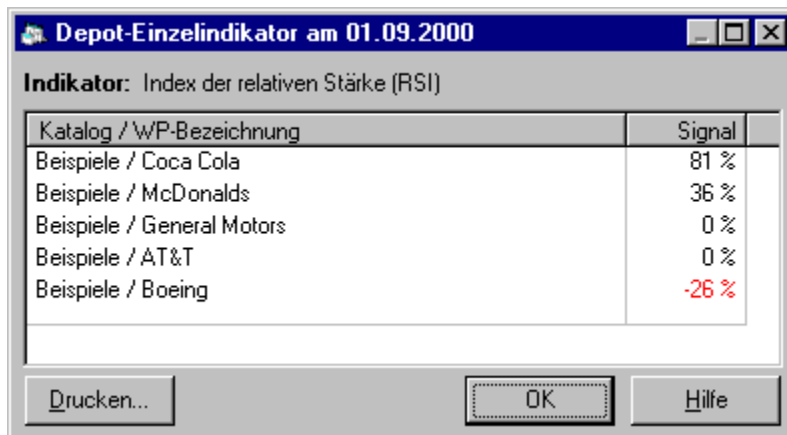 Depot-Einzelindikator am 01.09.2000
Indikator: Index der relativen Stärke (RSI)
Katalog / WP-Bezeichnung Signal
Beispiele / Coca Cola 81 %
Beispiele / McDonalds 36 %
Beispiele / General Motors 0 %
Beispiele / AT&T 0 %
Beispiele / Boeing -26 %
Drucken... OK Hilfe